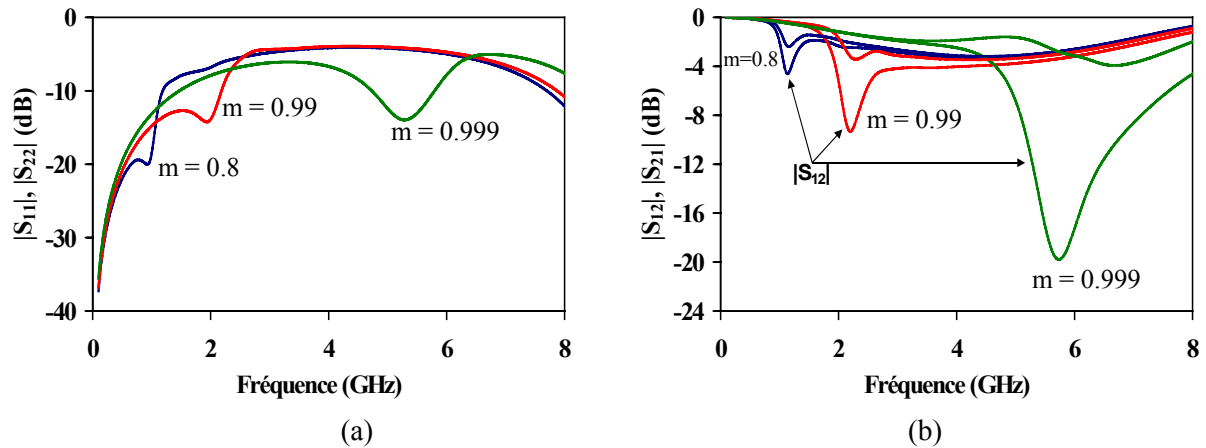 0
-10
-20
-30
-40
|S11|, |S22| (dB)
m = 0.99
m = 0.8
m = 0.999
0 2 4 6 8
Fréquence (GHz)
(a)
0
-4
-8
-12
-16
-20
-24
|S12|, |S21| (dB)
m=0.8
m = 0.99
|S12|
m = 0.999
0 2 4 6 8
Fréquence (GHz)
(b)